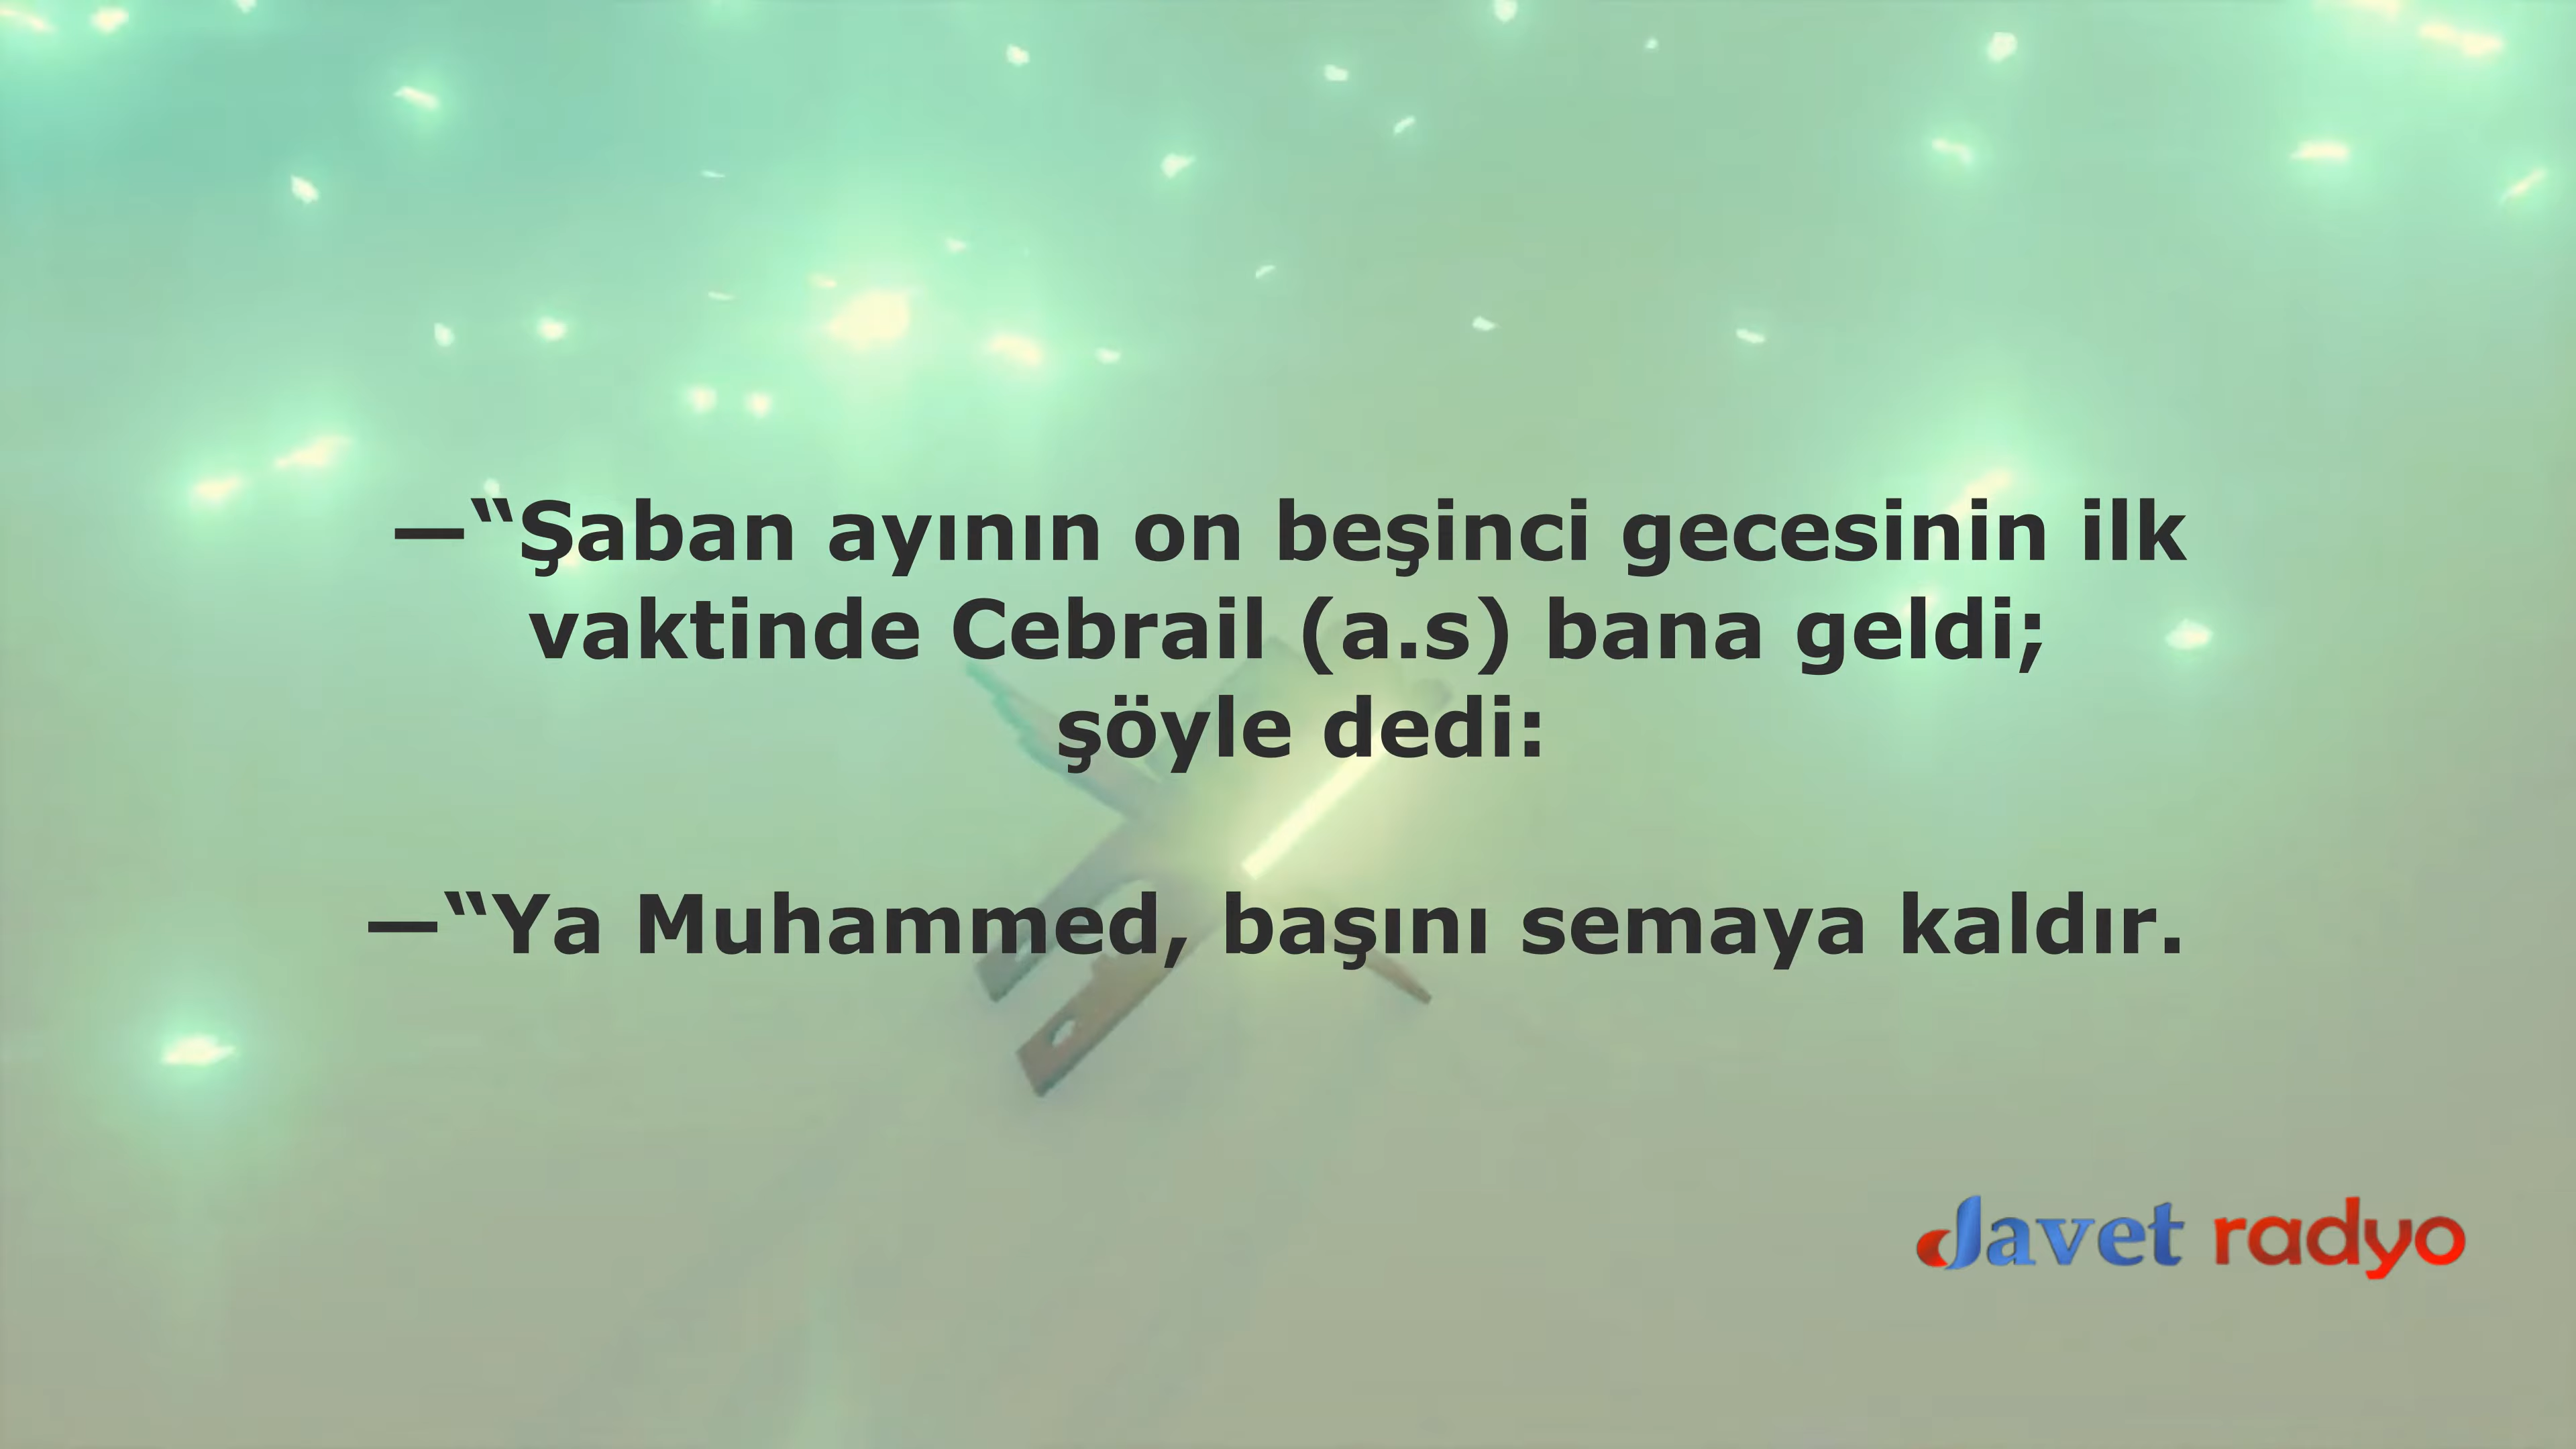 —“Şaban ayının on beşinci gecesinin ilk
vaktinde Cebrail (a.s) bana geldi;
şöyle dedi:
—“Ya Muhammed, başını semaya kaldır.
davet radyo